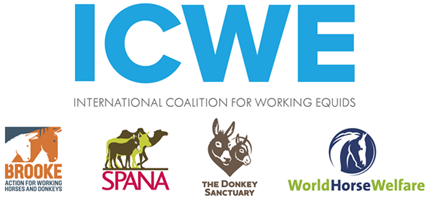 ICWE
INTERNATIONAL COALITION FOR WORKING EQUIDS
BROOKE
ACTION FOR WORKING
HORSES AND DONKEYS
SPANA
THE DONKEY
SANCTUARY
WorldHorseWelfare